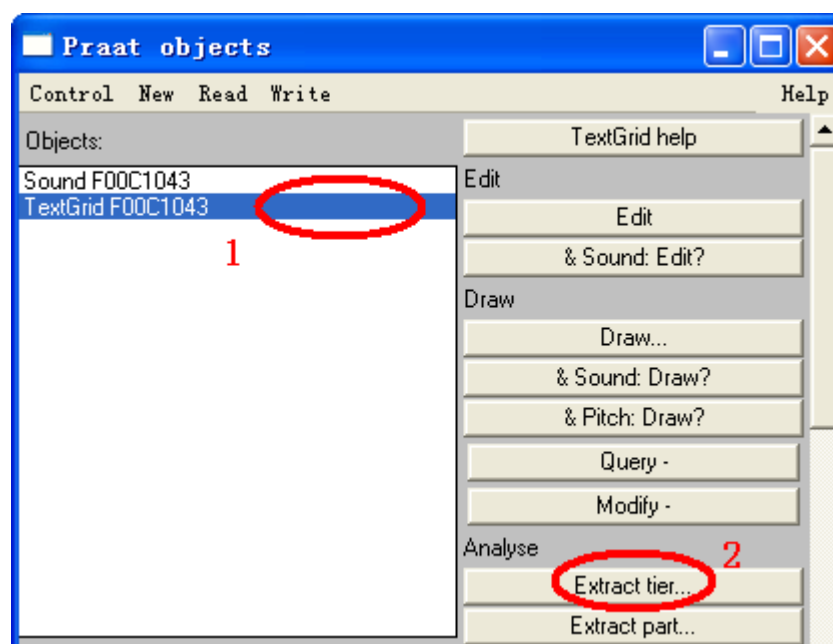 Praat objects
Control New Read Write Help
Objects:
Sound F00C1043
TextGrid F00C1043
1
TextGrid help
Edit
Edit
& Sound: Edit?
Draw
Draw...
& Sound: Draw?
& Pitch: Draw?
Query -
Modify -
Analyse
2
Extract tier...
Extract part...